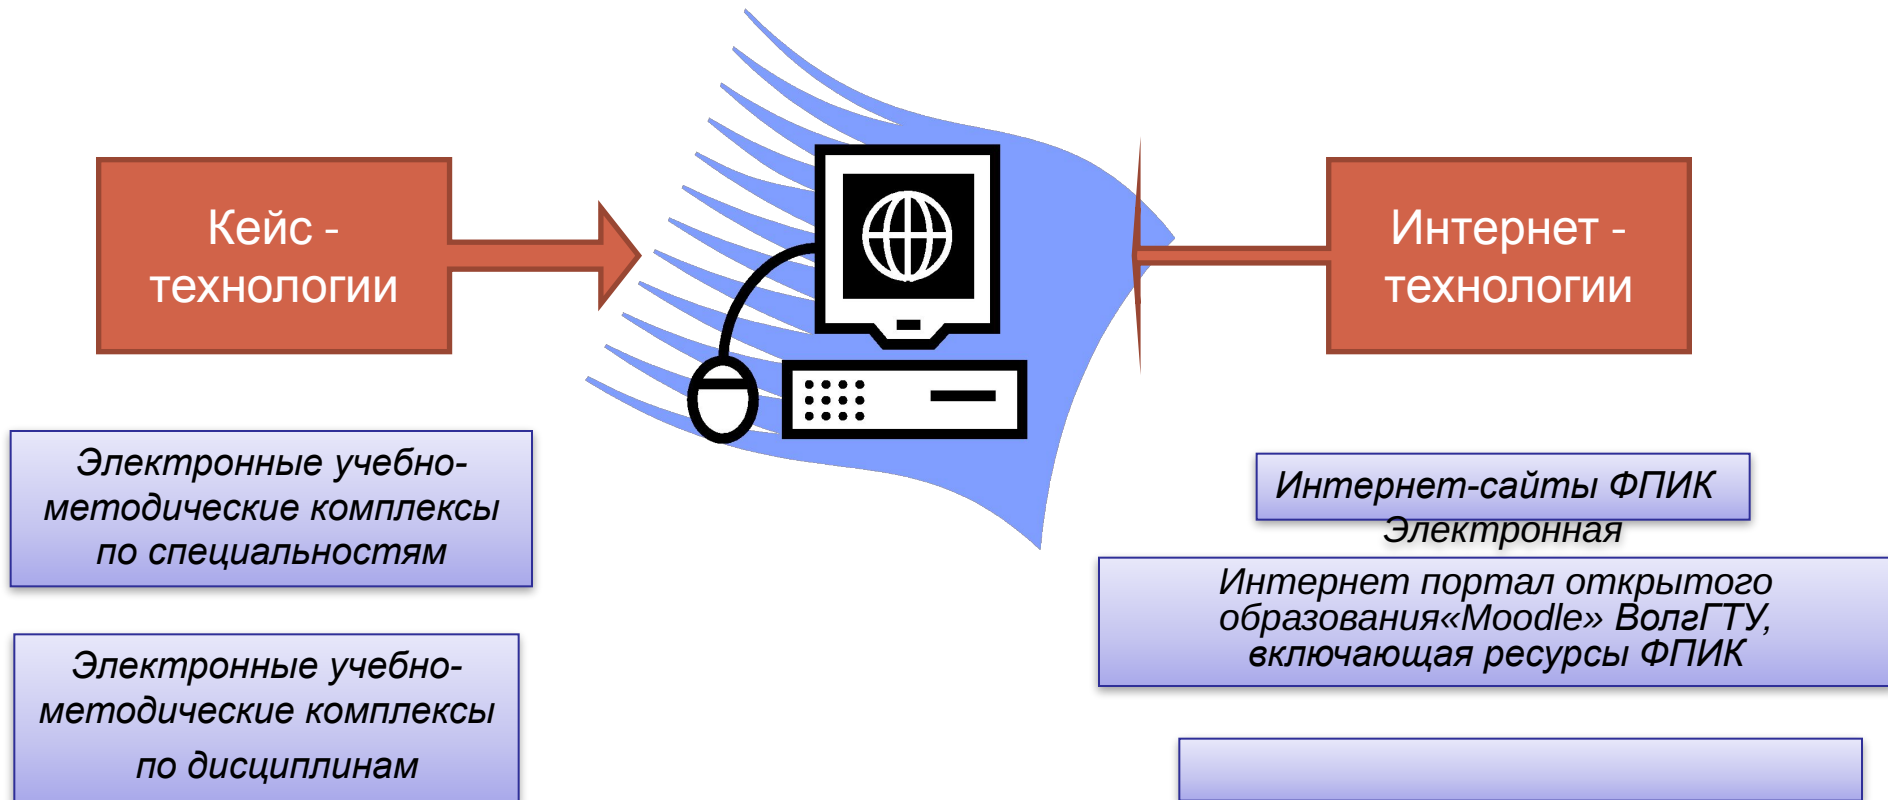 Кейс -
технологии
Интернет -
технологии
Электронные учебно-
методические комплексы
по специальностям
Электронные учебно-
методические комплексы
по дисциплинам
Интернет-сайты ФПИК
Электронная
Интернет портал открытого
образования«Moodle» ВолгГТУ,
включающая ресурсы ФПИК